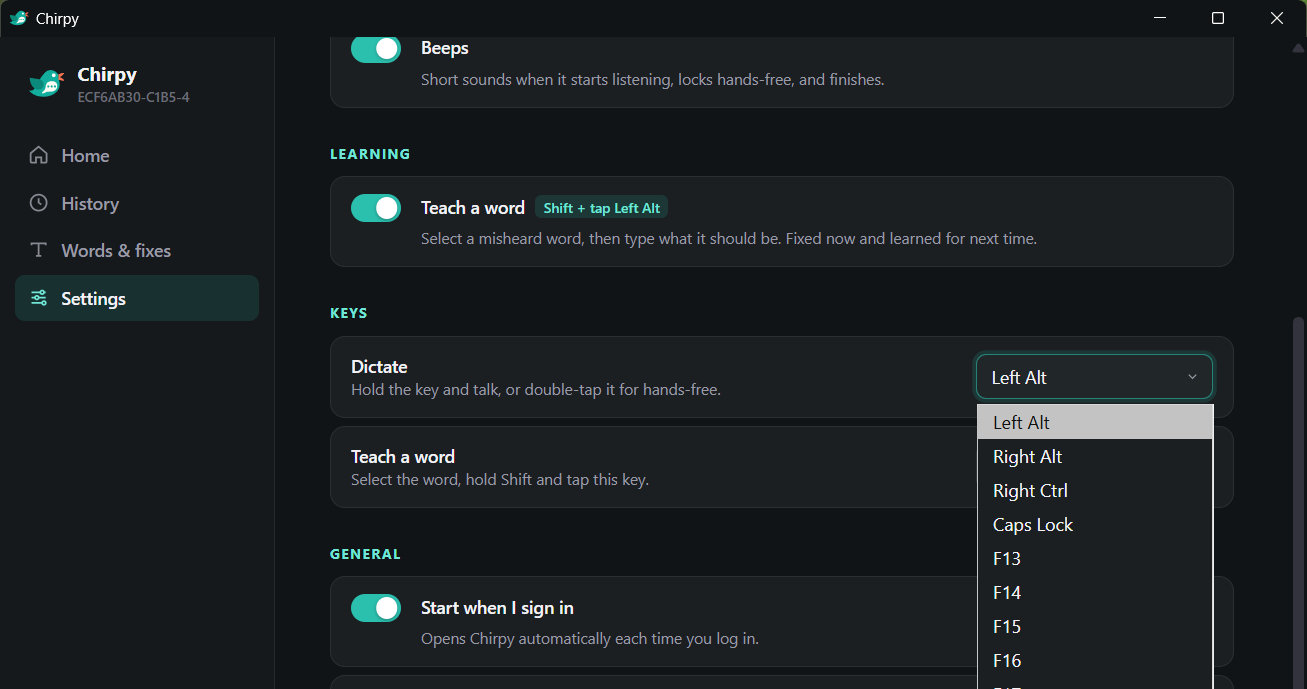 Chirpy
Chirpy
ECF6AB30-C1B5-4
Home
History
Words & fixes
Settings
Beeps
Short sounds when it starts listening, locks hands-free, and finishes.
LEARNING
Teach a word Shift + tap Left Alt
Select a misheard word, then type what it should be. Fixed now and learned for next time.
KEYS
Dictate
Hold the key and talk, or double-tap it for hands-free.
Left Alt
Left Alt
Right Alt
Right Ctrl
Caps Lock
F13
F14
F15
F16
Teach a word
Select the word, hold Shift and tap this key.
GENERAL
Start when I sign in
Opens Chirpy automatically each time you log in.